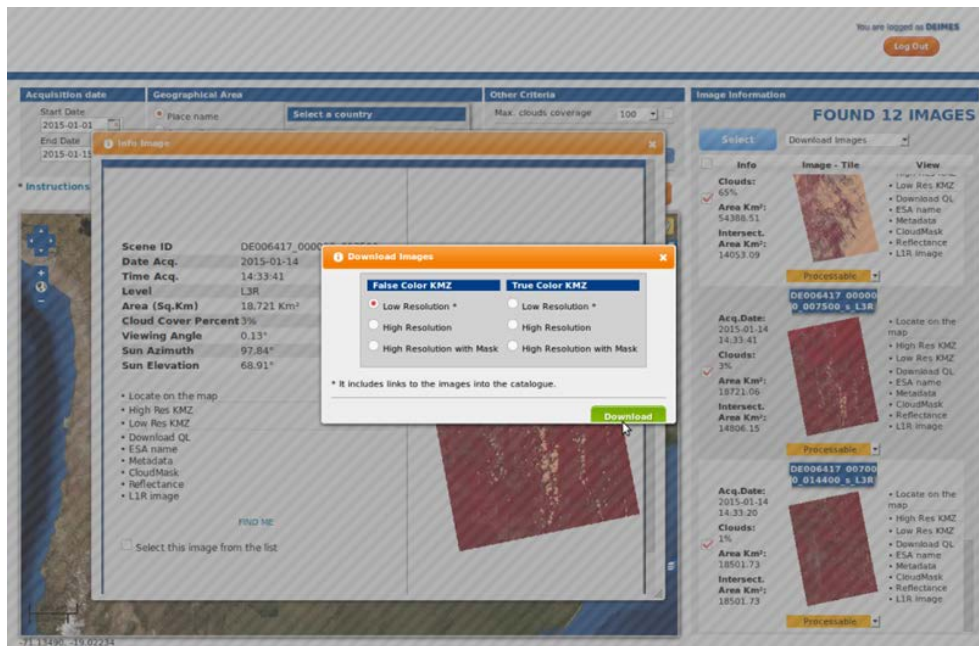 You are logged as DEIMES
Log Out
Acquisition date
Geographical Area
Other Criteria
Image Information
Start Date
2015-01-01
End Date
2015-01-15
Place name
Select a country
Max. clouds coverage
100
FOUND 12 IMAGES
Select
Download Images
Info
Image - Tile
View
* Instructions
Info Image
Scene ID
DE006417_000
Date Acq.
2015-01-14
Time Acq.
14:33:41
Level
L3R
Area (Sq.Km)
18,721 Km²
Cloud Cover Percent
3%
Viewing Angle
0.13°
Sun Azimuth
97.84°
Sun Elevation
68.91°
• Locate on the map
• High Res KMZ
• Low Res KMZ
• Download QL
• ESA name
• Metadata
• CloudMask
• Reflectance
• L1R image
FIND ME
Select this image from the list
Download Images
False Color KMZ
True Color KMZ
Low Resolution *
Low Resolution *
High Resolution
High Resolution
High Resolution with Mask
High Resolution with Mask
* It includes links to the images into the catalogue.
Download
Clouds:
65%
Area Km²:
54388.51
Intersect.
Area Km²:
14053.09
• Low Res KMZ
• Download QL
• ESA name
• Metadata
• CloudMask
• Reflectance
• L1R image
Processable
DE006417_00000
0_007500_s_L3R
Acq.Date:
2015-01-14
14:33:41
Clouds:
3%
Area Km²:
18721.06
Intersect.
Area Km²:
14806.15
• Locate on the
map
• High Res KMZ
• Low Res KMZ
• Download QL
• ESA name
• Metadata
• CloudMask
• Reflectance
• L1R image
Processable
DE006417_00700
0_014400_s_L3R
Acq.Date:
2015-01-14
14:33:20
Clouds:
1%
Area Km²:
18501.73
Intersect.
Area Km²:
18501.73
• Locate on the
map
• High Res KMZ
• Low Res KMZ
• Download QL
• ESA name
• Metadata
• CloudMask
• Reflectance
• L1R image
Processable
-71.13490, -19.02234